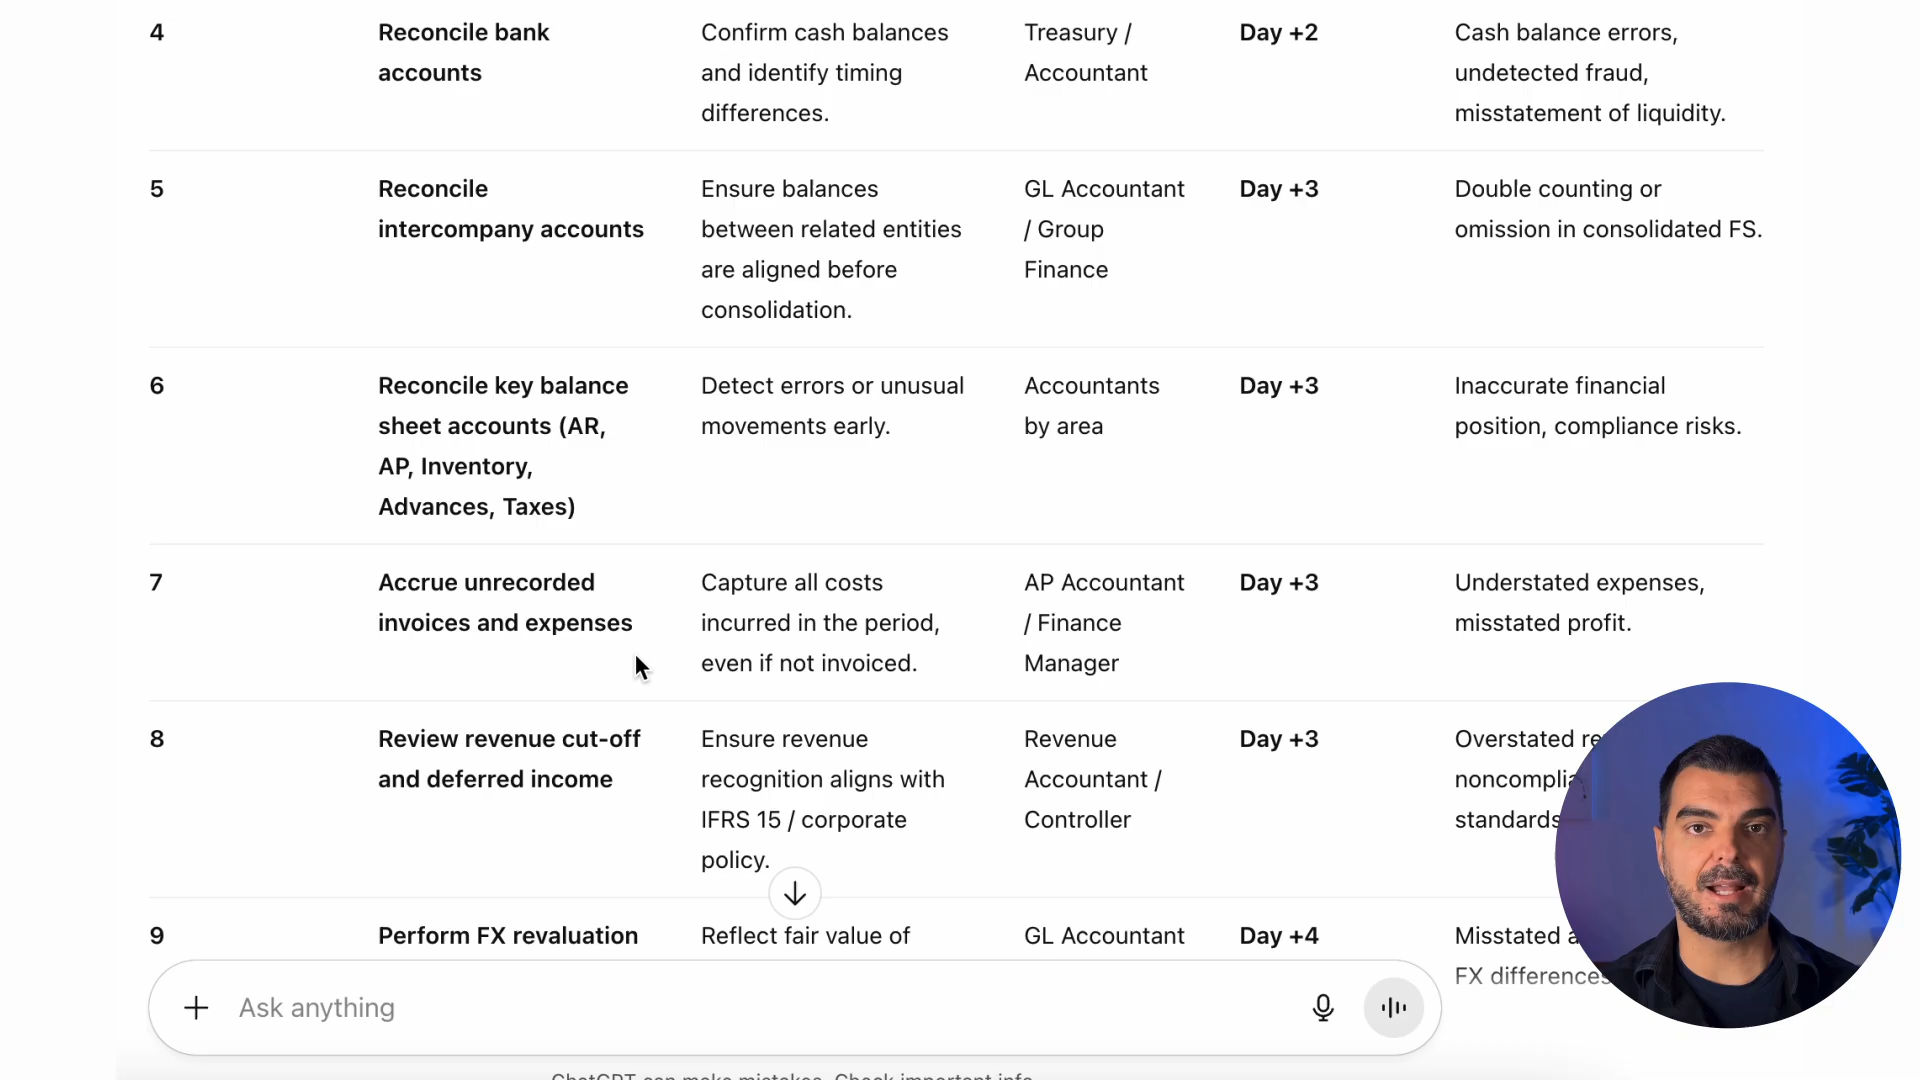 4
Reconcile bank
accounts
Confirm cash balances
and identify timing
differences.
Treasury /
Accountant
Day +2
Cash balance errors,
undetected fraud,
misstatement of liquidity.
5
Reconcile
intercompany accounts
Ensure balances
between related entities
are aligned before
consolidation.
GL Accountant
/ Group
Finance
Day +3
Double counting or
omission in consolidated FS.
6
Reconcile key balance
sheet accounts (AR,
AP, Inventory,
Advances, Taxes)
Detect errors or unusual
movements early.
Accountants
by area
Day +3
Inaccurate financial
position, compliance risks.
7
Accrue unrecorded
invoices and expenses
Capture all costs
incurred in the period,
even if not invoiced.
AP Accountant
/ Finance
Manager
Day +3
Understated expenses,
misstated profit.
8
Review revenue cut-off
and deferred income
Ensure revenue
recognition aligns with
IFRS 15 / corporate
policy.
Revenue
Accountant /
Controller
Day +3
Overstated
standards
9
Perform FX revaluation
Reflect fair value of
GL Accountant
Day +4
Misstated
FX differences
Ask anything
ChatGPT can make mistakes. Check important info.